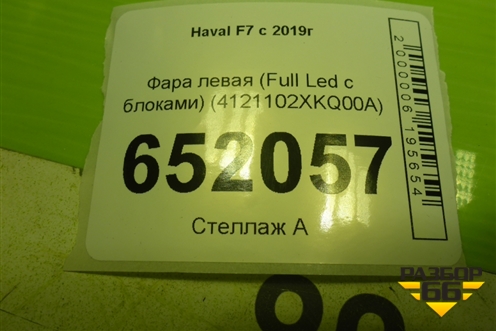 Haval F7 с 2019г
Фара левая (Full Led с
блоками) (4121102XKQ00A)
652057
Стеллаж А
2000006195654
РАЗБОР
66